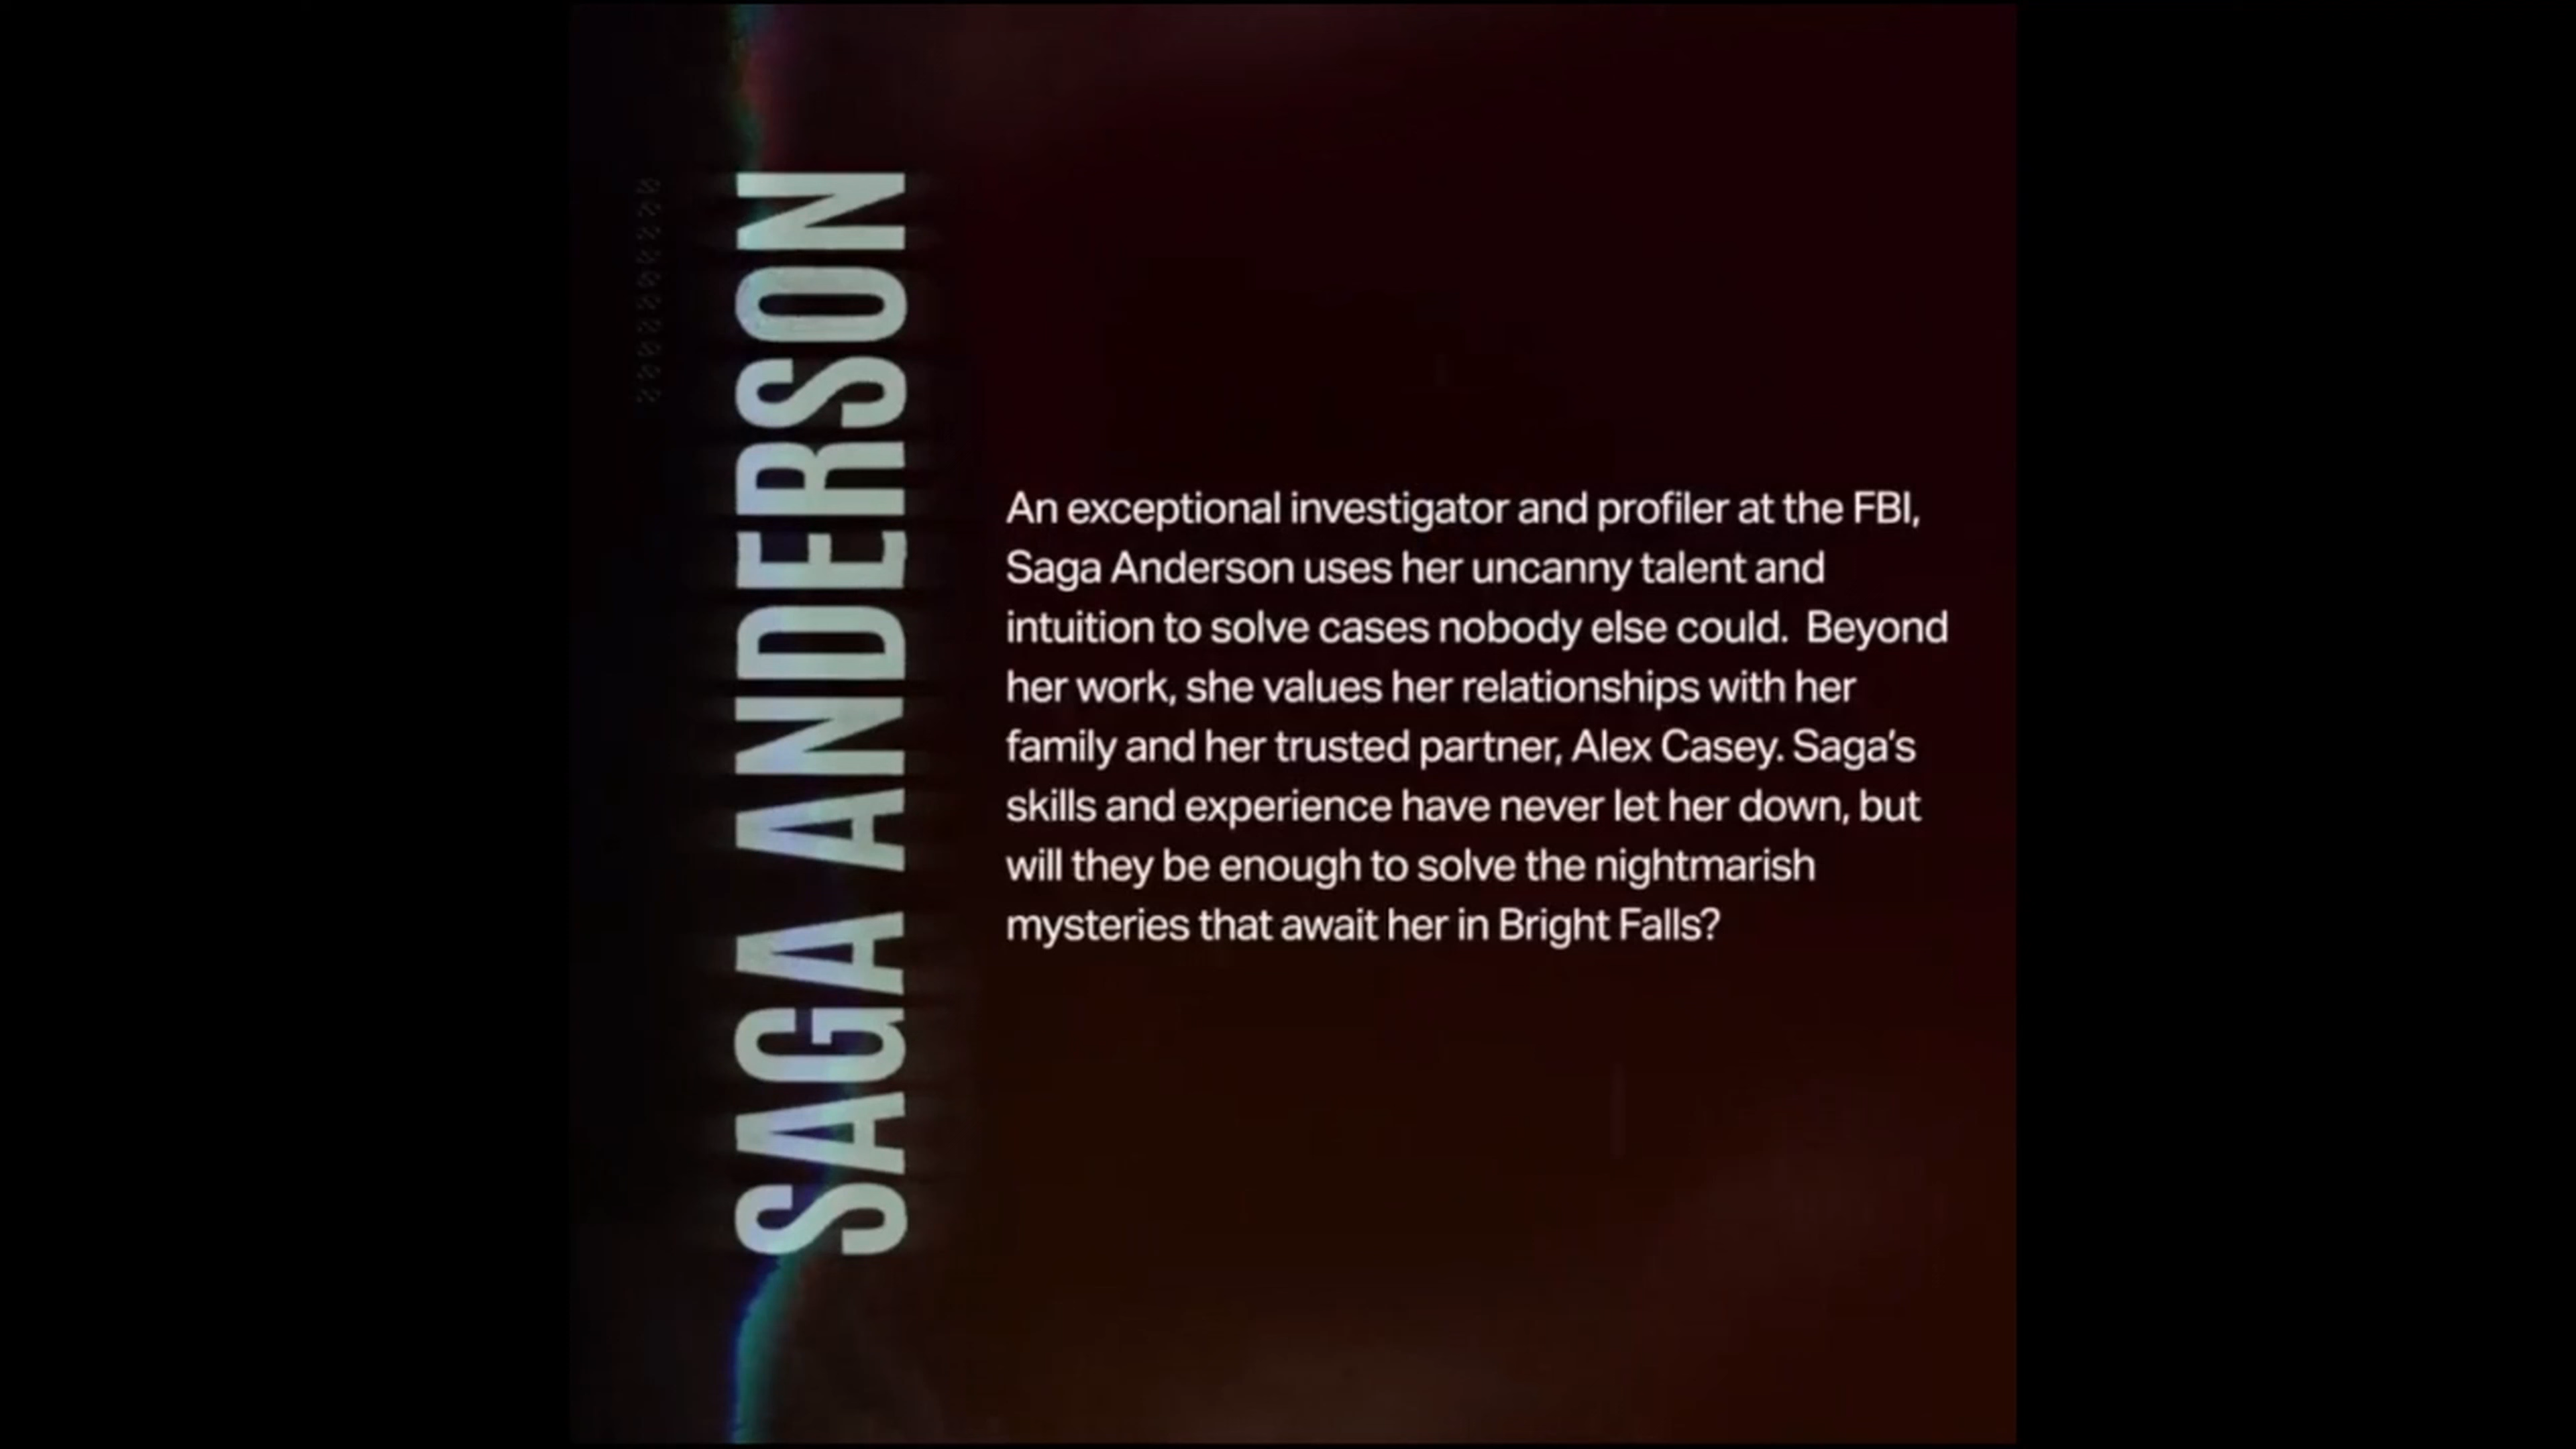 SAGA ANDERSON
An exceptional investigator and profiler at the FBI,
Saga Anderson uses her uncanny talent and
intuition to solve cases nobody else could.  Beyond
her work, she values her relationships with her
family and her trusted partner, Alex Casey. Saga’s
skills and experience have never let her down, but
will they be enough to solve the nightmarish
mysteries that await her in Bright Falls?